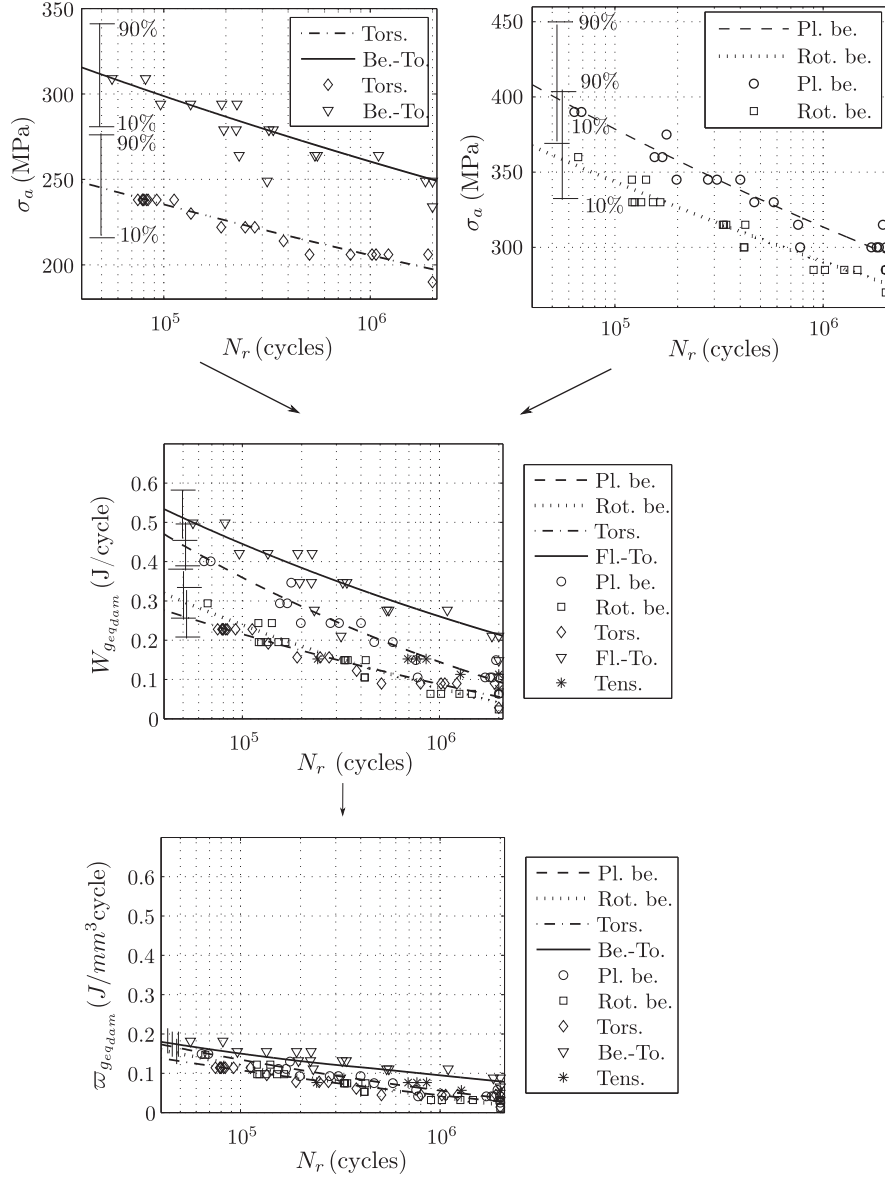 350
300
250
200
σa (MPa)
90%
10%
90%
10%
Tors.
Be.-To.
Tors.
Be.-To.
10^5
10^6
Nr (cycles)
450
400
350
300
σa (MPa)
90%
90%
10%
10%
Pl. be.
Rot. be.
Pl. be.
Rot. be.
10^5
10^6
Nr (cycles)
0.6
0.5
0.4
0.3
0.2
0.1
0
Wgeqdam (J/cycle)
10^5
10^6
Nr (cycles)
Pl. be.
Rot. be.
Tors.
Fl.-To.
Pl. be.
Rot. be.
Tors.
Fl.-To.
Tens.
0.6
0.5
0.4
0.3
0.2
0.1
0
ϖgeqdam (J/mm^3cycle)
10^5
10^6
Nr (cycles)
Pl. be.
Rot. be.
Tors.
Be.-To.
Pl. be.
Rot. be.
Tors.
Be.-To.
Tens.